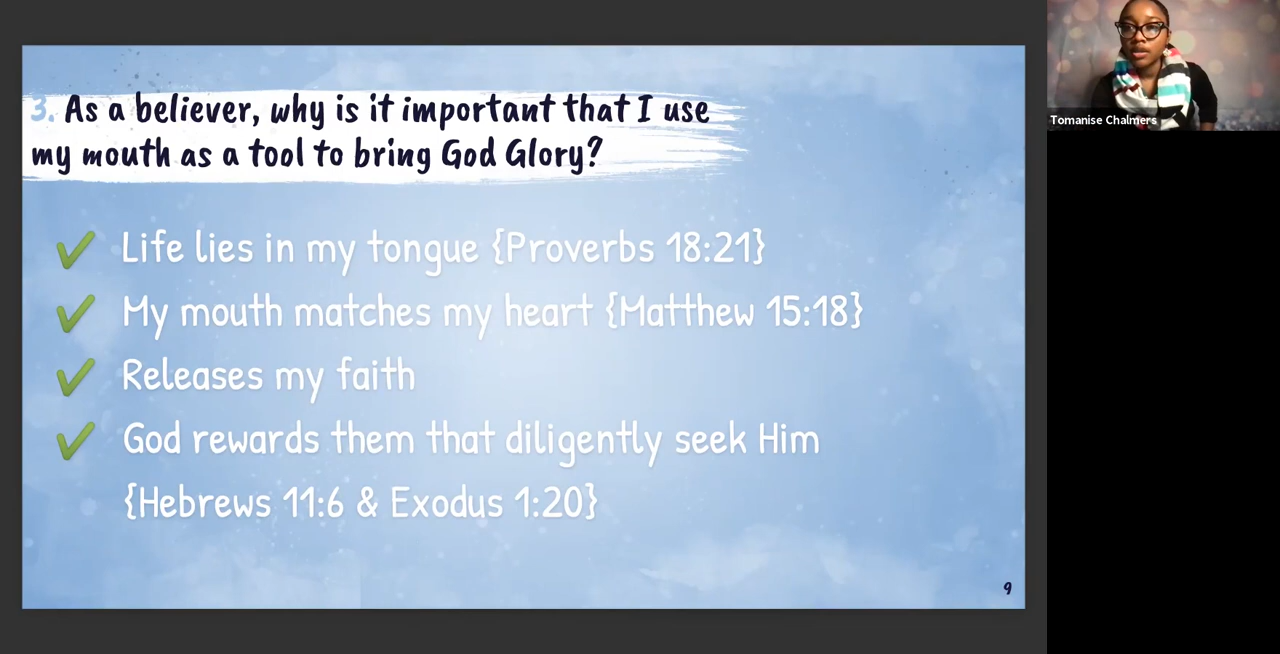 3. As a believer, why is it important that I use
my mouth as a tool to bring God Glory?
✔ Life lies in my tongue {Proverbs 18:21}
✔ My mouth matches my heart {Matthew 15:18}
✔ Releases my faith
✔ God rewards them that diligently seek Him
{Hebrews 11:6 & Exodus 1:20}
9
Tomanise Chalmers